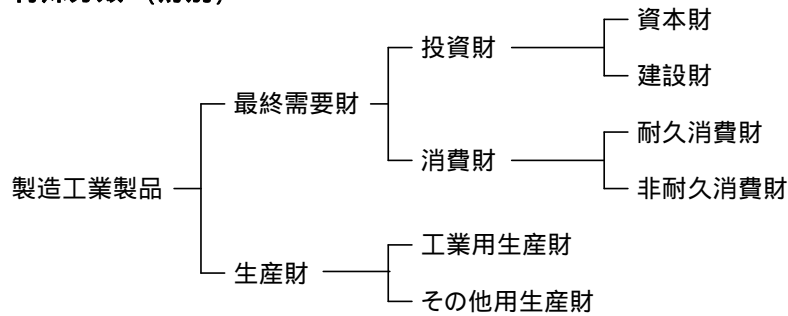 資本財
投資財
建設財
最終需要財
耐久消費財
消費財
製造工業製品
非耐久消費財
工業用生産財
生産財
その他用生産財